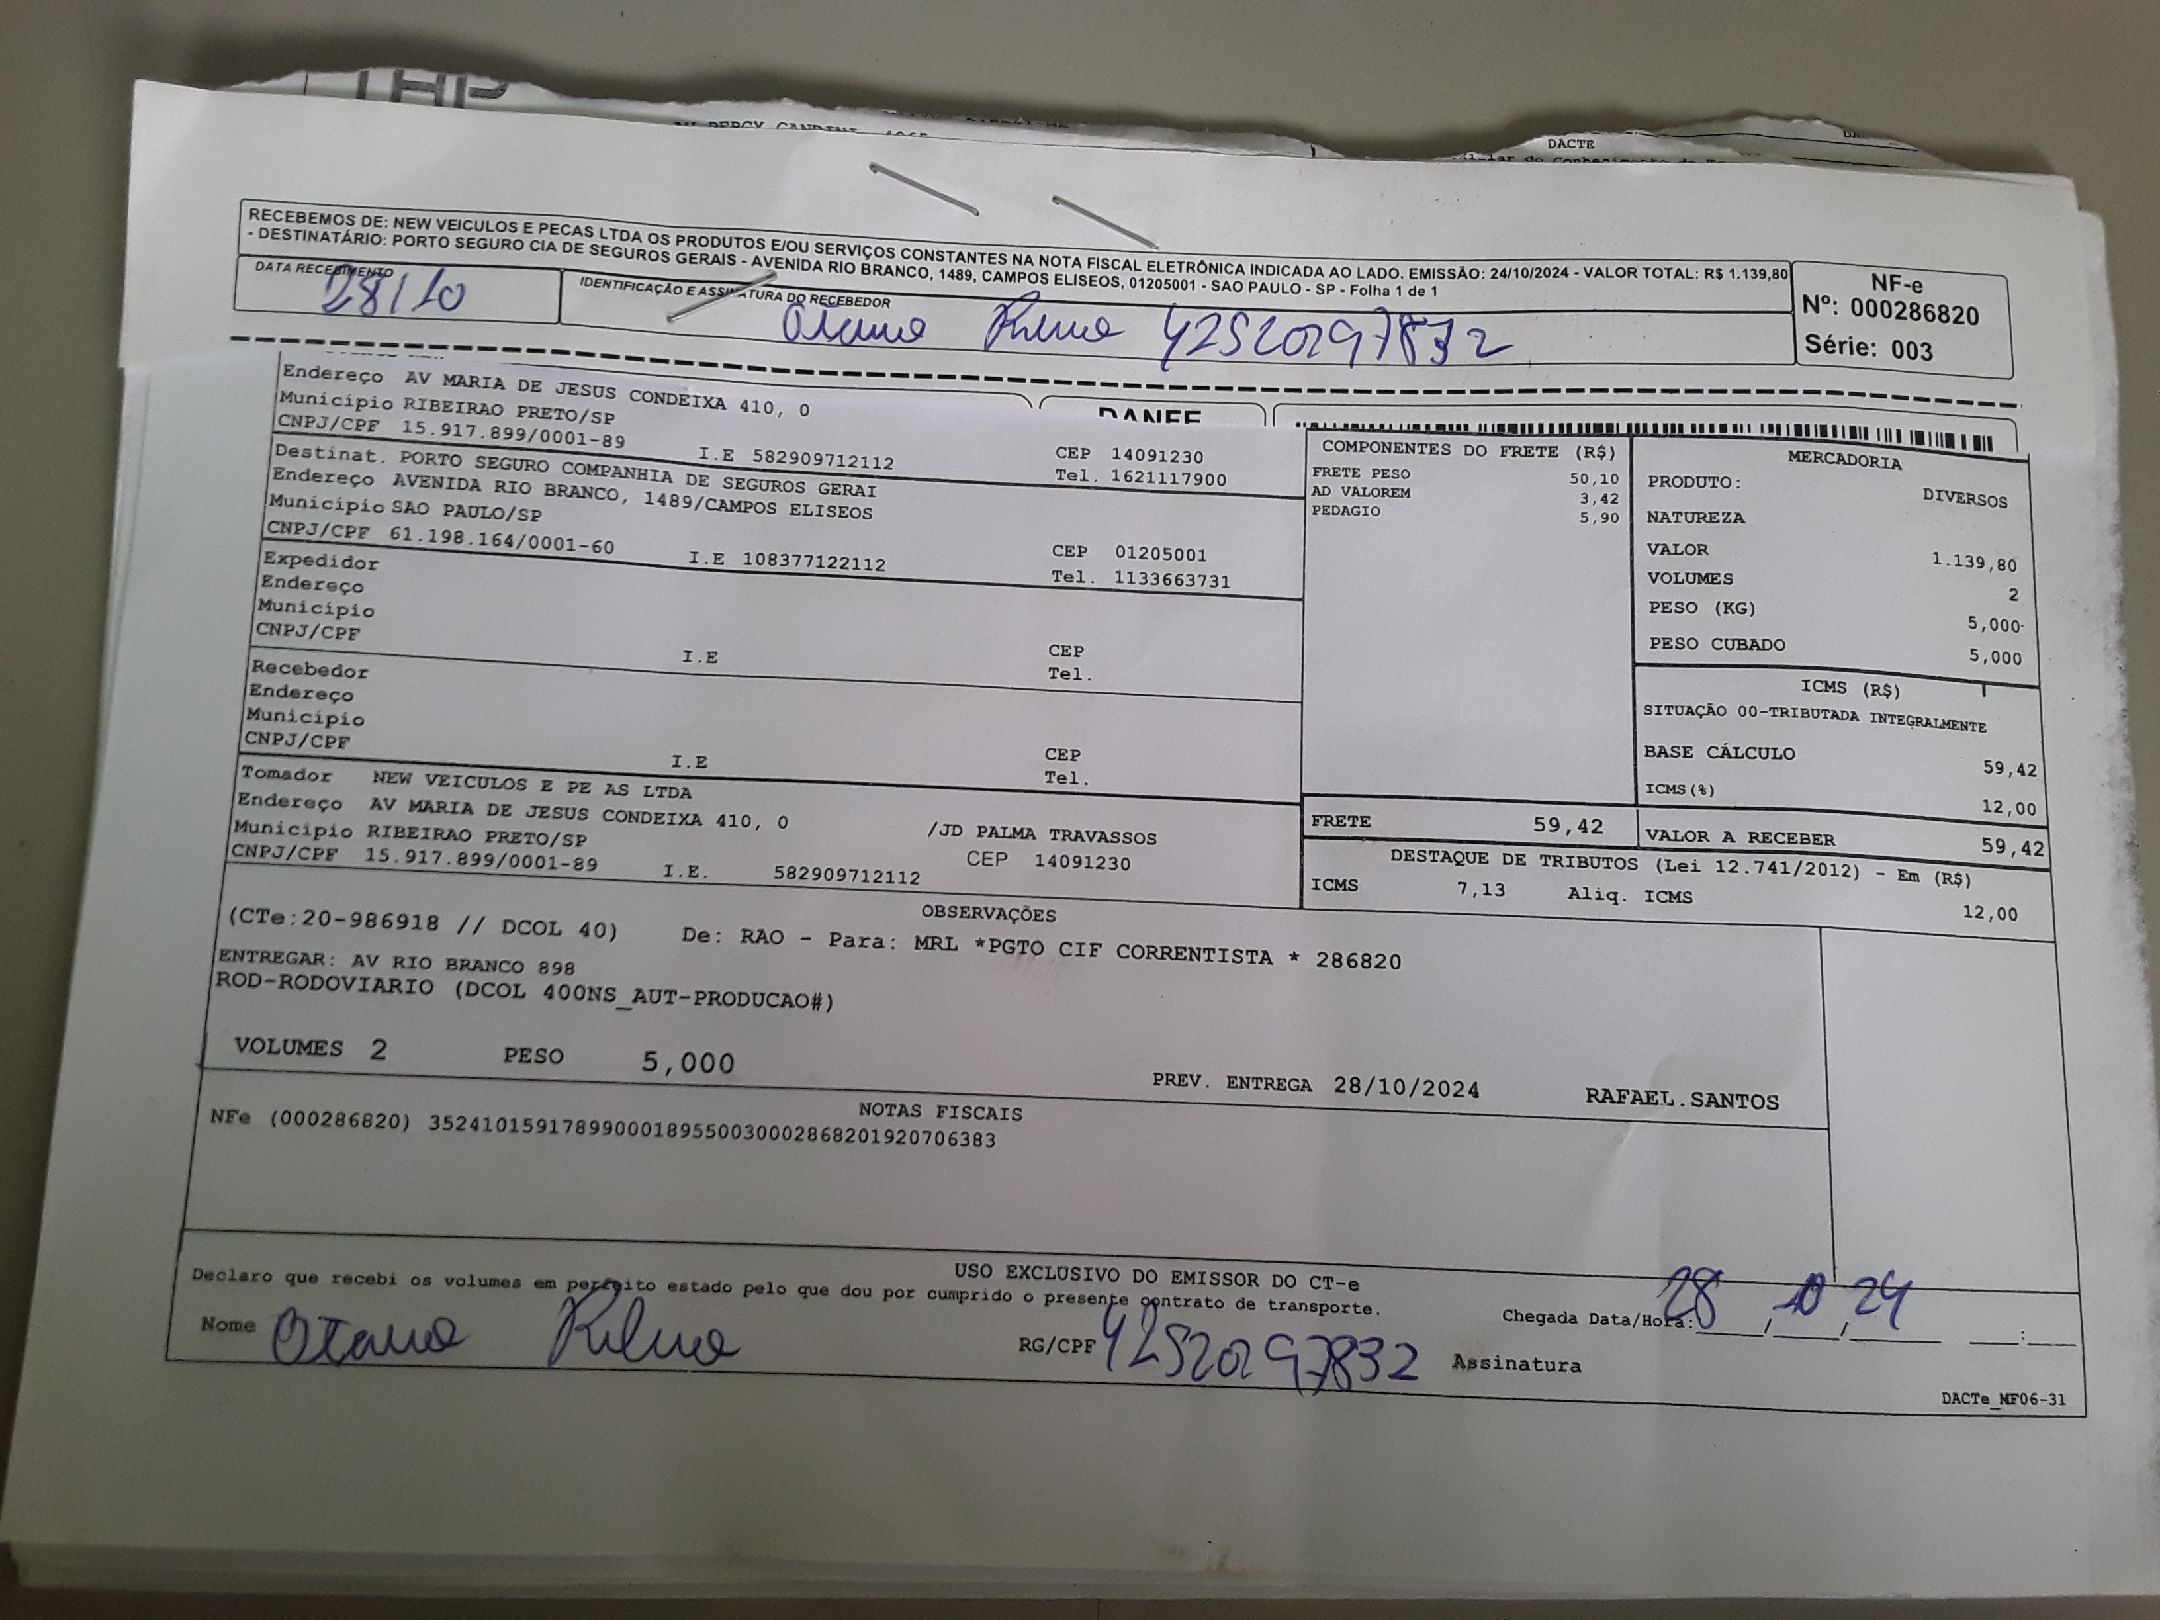 DACTE
RECEBEMOS DE: NEW VEICULOS E PECAS LTDA OS PRODUTOS E/OU SERVIÇOS CONSTANTES NA NOTA FISCAL ELETRÔNICA INDICADA AO LADO. EMISSÃO: 24/10/2024 - VALOR TOTAL: R$ 1.139,80
- DESTINATÁRIO: PORTO SEGURO CIA DE SEGUROS GERAIS - AVENIDA RIO BRANCO, 1489, CAMPOS ELISEOS, 01205001 - SAO PAULO - SP - Folha 1 de 1
NF-e
Nº: 000286820
Série: 003
DATA RECEBIMENTO
28/10
IDENTIFICAÇÃO E ASSINATURA DO RECEBEDOR
42520297832
DANFE
Endereço AV MARIA DE JESUS CONDEIXA 410, 0
Município RIBEIRAO PRETO/SP
CNPJ/CPF 15.917.899/0001-89 I.E 582909712112 CEP 14091230
Tel. 1621117900
Destinat. PORTO SEGURO COMPANHIA DE SEGUROS GERAI
Endereço AVENIDA RIO BRANCO, 1489/CAMPOS ELISEOS
Município SAO PAULO/SP
CNPJ/CPF 61.198.164/0001-60 I.E 108377122112 CEP 01205001
Tel. 1133663731
Expedidor
Endereço
Município
CNPJ/CPF I.E CEP
Tel.
Recebedor
Endereço
Município
CNPJ/CPF I.E CEP
Tel.
Tomador NEW VEICULOS E PE AS LTDA
Endereço AV MARIA DE JESUS CONDEIXA 410, 0 /JD PALMA TRAVASSOS
Município RIBEIRAO PRETO/SP CEP 14091230
CNPJ/CPF 15.917.899/0001-89 I.E. 582909712112
COMPONENTES DO FRETE (R$)
FRETE PESO 50,10
AD VALOREM 3,42
PEDAGIO 5,90
MERCADORIA
PRODUTO: DIVERSOS
NATUREZA
VALOR 1.139,80
VOLUMES 2
PESO (KG) 5,000
PESO CUBADO 5,000
ICMS (R$)
SITUAÇÃO 00-TRIBUTADA INTEGRALMENTE
BASE CÁLCULO 59,42
ICMS(%) 12,00
FRETE 59,42 VALOR A RECEBER 59,42
DESTAQUE DE TRIBUTOS (Lei 12.741/2012) - Em (R$)
ICMS 7,13 Aliq. ICMS 12,00
OBSERVAÇÕES
(CTe:20-986918 // DCOL 40) De: RAO - Para: MRL *PGTO CIF CORRENTISTA * 286820
ENTREGAR: AV RIO BRANCO 898
ROD-RODOVIARIO (DCOL 400NS_AUT-PRODUCAO#)
VOLUMES 2 PESO 5,000 PREV. ENTREGA 28/10/2024 RAFAEL.SANTOS
NOTAS FISCAIS
NFe (000286820) 35241015917899000189550030002868201920706383
USO EXCLUSIVO DO EMISSOR DO CT-e
Declaro que recebi os volumes em perfeito estado pelo que dou por cumprido o presente contrato de transporte.
Chegada Data/Hora: 28/10/24 __:__
Nome RG/CPF 42520297832 Assinatura
DACTe_MF06-31